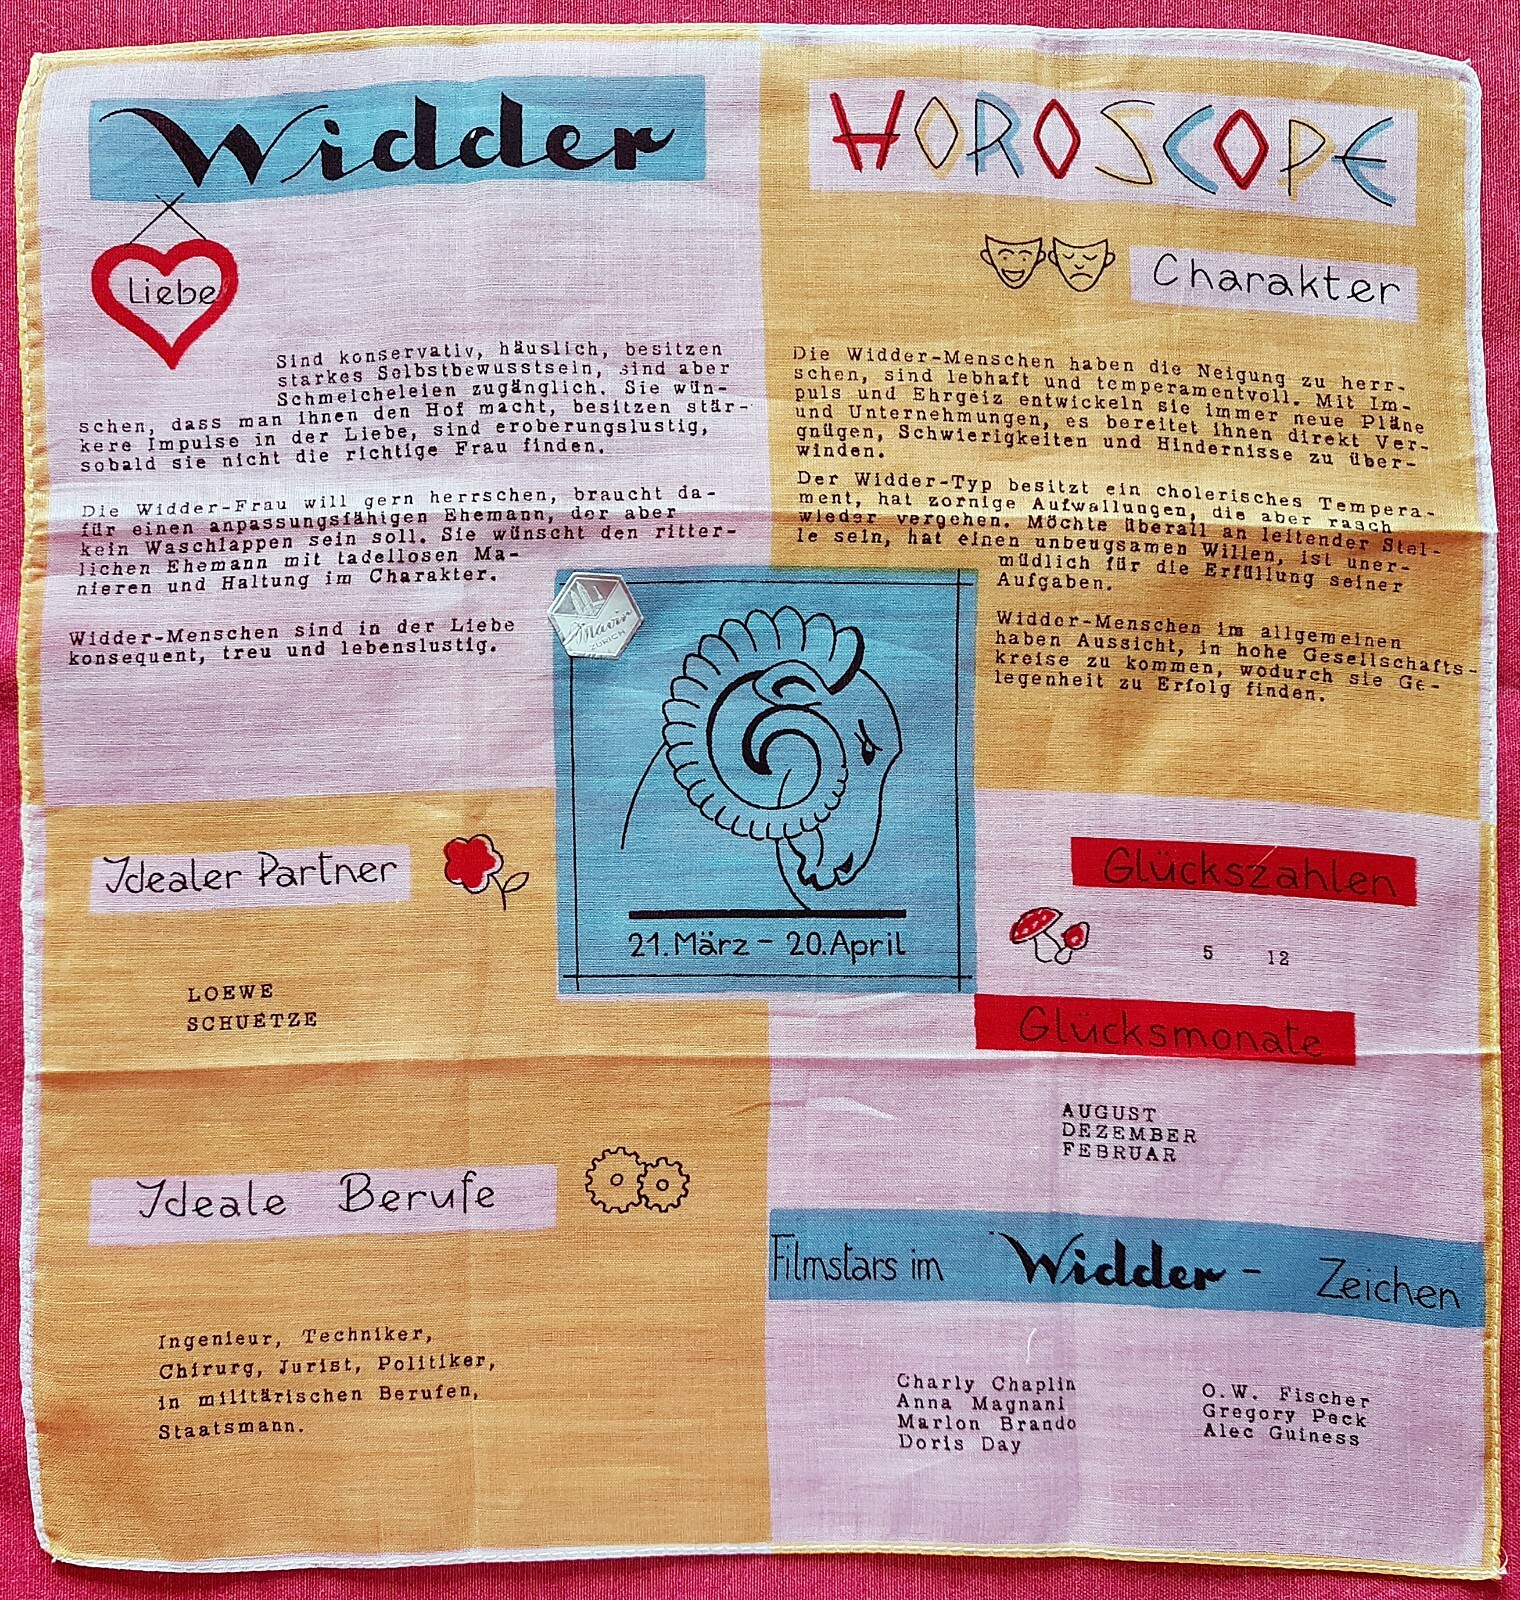 Widder
Liebe
Sind konservativ, häuslich, besitzen
starkes Selbstbewusstsein, sind aber
Schmeicheleien zugänglich. Sie wün-
schen, dass man ihnen den Hof macht, besitzen stär-
kere Impulse in der Liebe, sind eroberungslustig,
sobald sie nicht die richtige Frau finden.
Die Widder-Frau will gern herrschen, braucht da-
für einen anpassungsfähigen Ehemann, der aber
kein Waschlappen sein soll. Sie wünscht den ritter-
lichen Ehemann mit tadellosen Ma-
nieren und Haltung im Charakter.
Widder-Menschen sind in der Liebe
konsequent, treu und lebenslustig.
HOROSCOPE
Charakter
Die Widder-Menschen haben die Neigung zu herr-
schen, sind lebhaft und temperamentvoll. Mit Im-
puls und Ehrgeiz entwickeln sie immer neue Pläne
und Unternehmungen, es bereitet ihnen direkt Ver-
gnügen, Schwierigkeiten und Hindernisse zu über-
winden.
Der Widder-Typ besitzt ein cholerisches Tempera-
ment, hat zornige Aufwallungen, die aber rasch
wieder vergehen. Möchte überall an leitender Stel-
le sein, hat einen unbeugsamen Willen, ist uner-
müdlich für die Erfüllung seiner
Aufgaben.
Widder-Menschen im allgemeinen
haben Aussicht, in hohe Gesellschafts-
kreise zu kommen, wodurch sie Ge-
legenheit zu Erfolg finden.
Mavir
ZÜRICH
21. März - 20. April
Idealer Partner
LOEWE
SCHUETZE
Glückszahlen
5 12
Glücksmonate
AUGUST
DEZEMBER
FEBRUAR
Ideale Berufe
Ingenieur, Techniker,
Chirurg, Jurist, Politiker,
in militärischen Berufen,
Staatsmann.
Filmstars im Widder - Zeichen
Charly Chaplin
Anna Magnani
Marlon Brando
Doris Day
O.W. Fischer
Gregory Peck
Alec Guiness